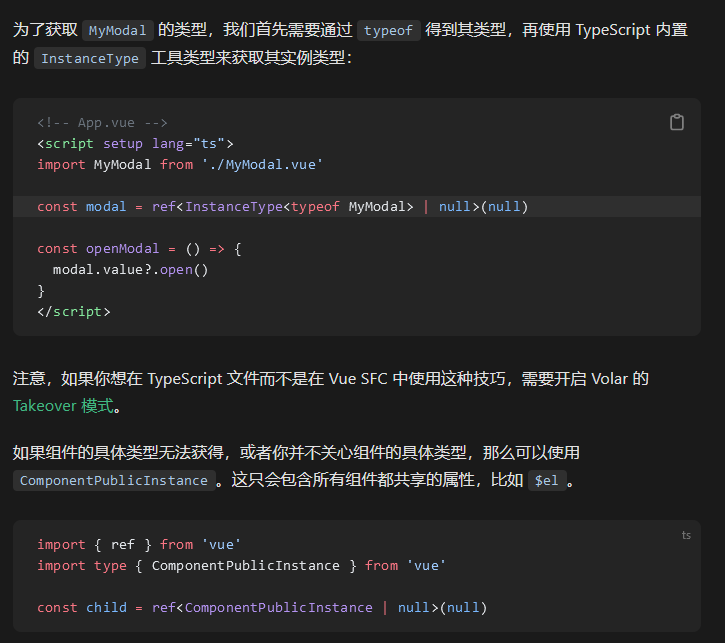 为了获取 MyModal 的类型，我们首先需要通过 typeof 得到其类型，再使用 TypeScript 内置
的 InstanceType 工具类型来获取其实例类型：
<!-- App.vue -->
<script setup lang="ts">
import MyModal from './MyModal.vue'
const modal = ref<InstanceType<typeof MyModal> | null>(null)
const openModal = () => {
  modal.value?.open()
}
</script>
注意，如果你想在 TypeScript 文件而不是在 Vue SFC 中使用这种技巧，需要开启 Volar 的
Takeover 模式。
如果组件的具体类型无法获得，或者你并不关心组件的具体类型，那么可以使用
ComponentPublicInstance。这只会包含所有组件都共享的属性，比如 $el。
ts
import { ref } from 'vue'
import type { ComponentPublicInstance } from 'vue'
const child = ref<ComponentPublicInstance | null>(null)